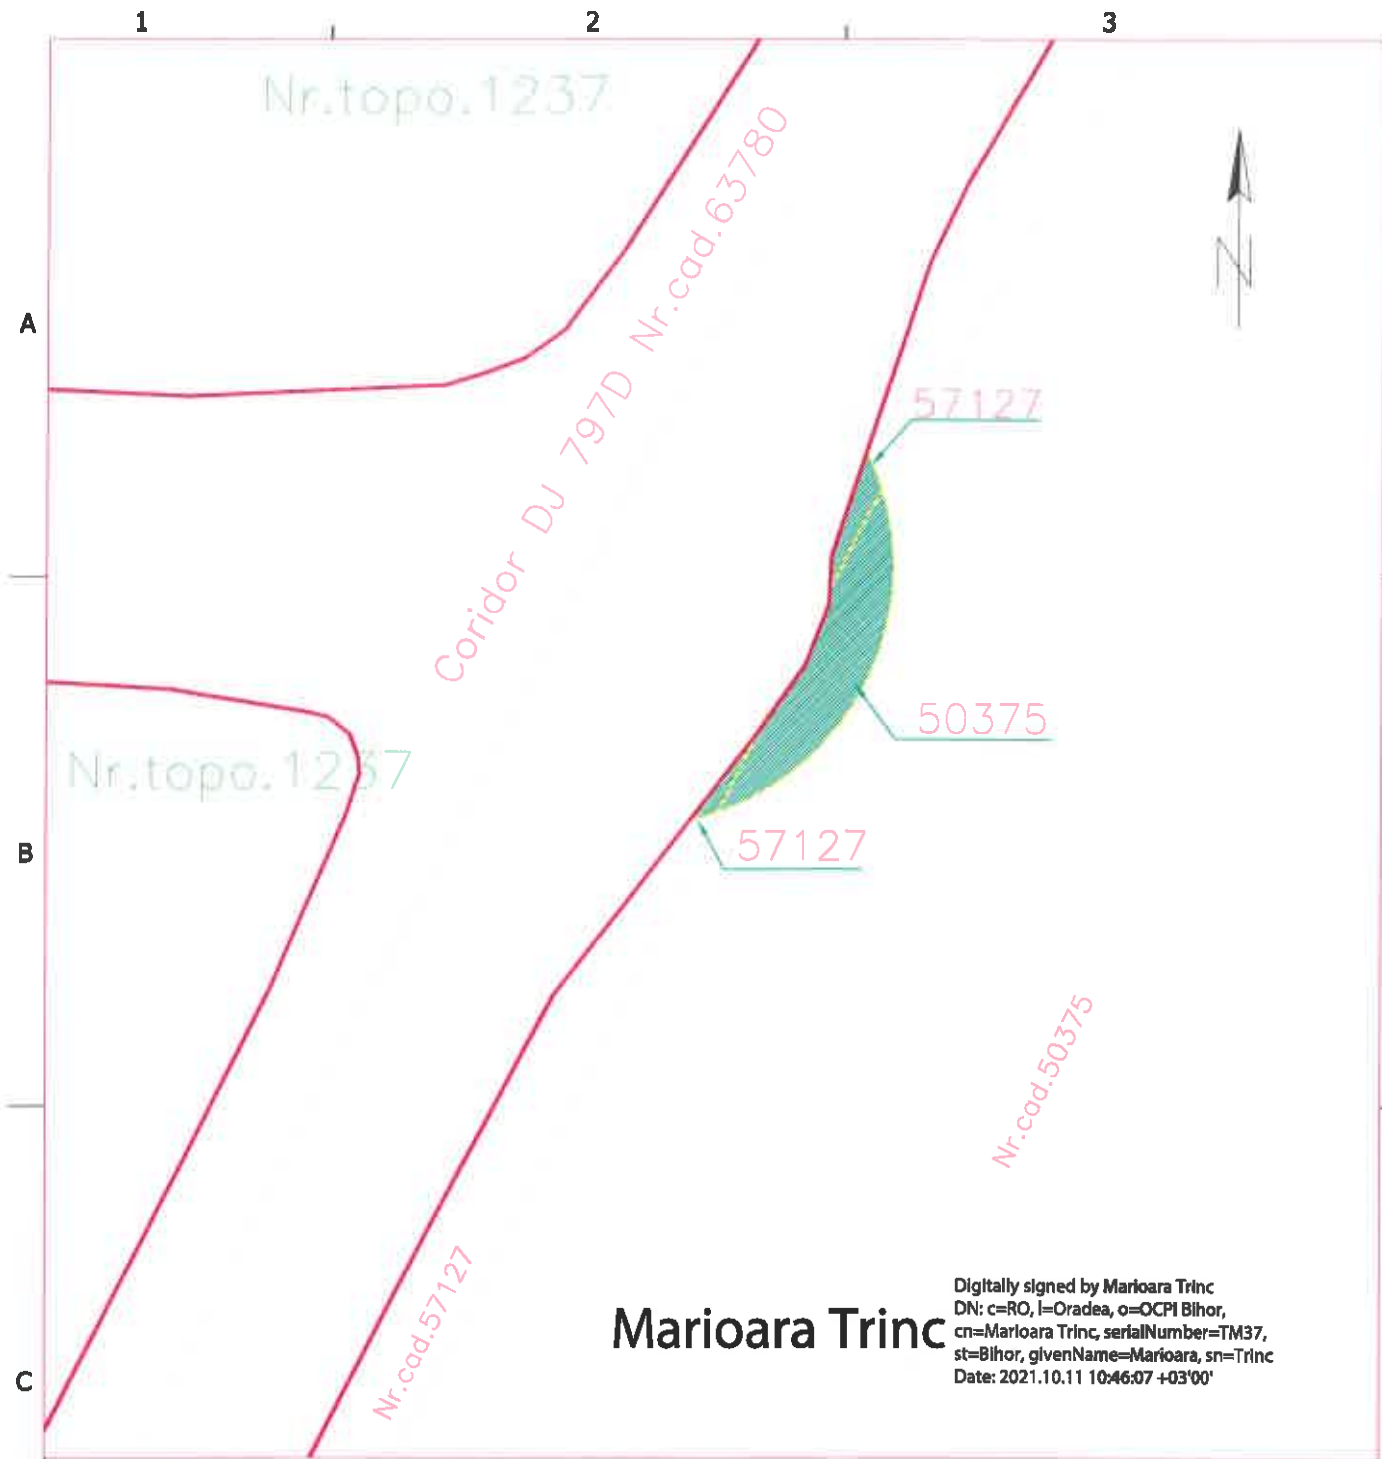 1 2 3
Nr.topo.1237
Coridor DJ 797D Nr.cad.63780
N
A
57127
50375
Nr.topo.1237
57127
B
Nr.cad.50375
Nr.cad.57127
Marioara Trinc
Digitally signed by Marioara Trinc
DN: c=RO, l=Oradea, o=OCPI Bihor,
cn=Marioara Trinc, serialNumber=TM37,
st=Bihor, givenName=Marioara, sn=Trinc
Date: 2021.10.11 10:46:07 +03'00'
C